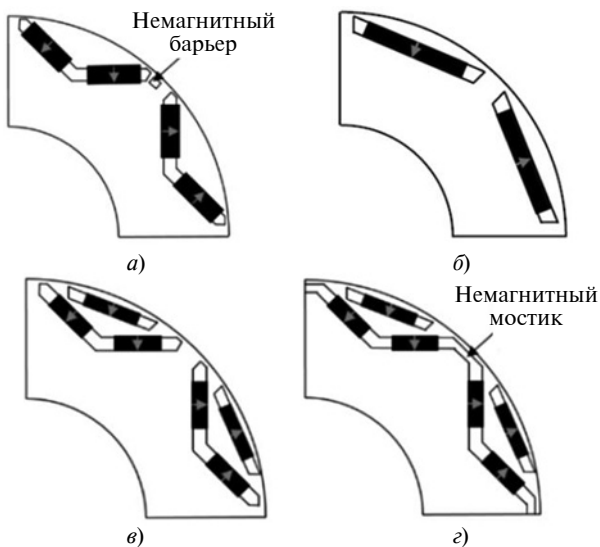 Немагнитный
барьер
а)
б)
Немагнитный
мостик
в)
г)